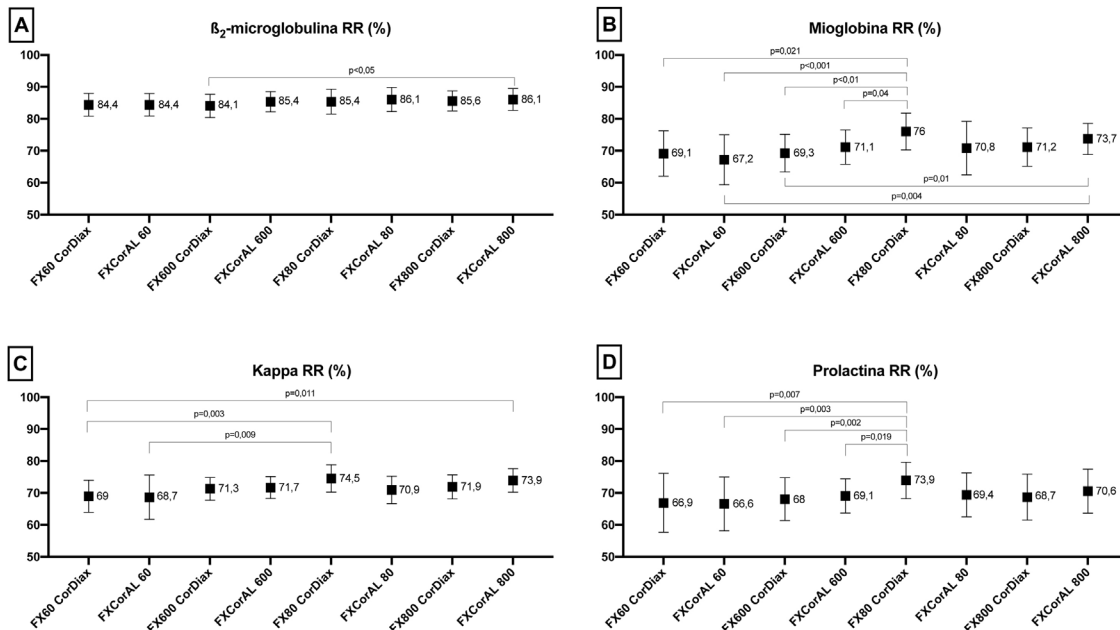 A
ß₂-microglobulina RR (%)
100
90
80
70
60
50
p<0,05
84,4
84,4
84,1
85,4
85,4
86,1
85,6
86,1
FX60 CorDiax
FXCorAL 60
FX600 CorDiax
FXCorAL 600
FX80 CorDiax
FXCorAL 80
FX800 CorDiax
FXCorAL 800
B
Mioglobina RR (%)
100
90
80
70
60
50
p=0,021
p<0,001
p<0,01
p=0,04
69,1
67,2
69,3
71,1
76
70,8
71,2
73,7
p=0,01
p=0,004
FX60 CorDiax
FXCorAL 60
FX600 CorDiax
FXCorAL 600
FX80 CorDiax
FXCorAL 80
FX800 CorDiax
FXCorAL 800
C
Kappa RR (%)
100
90
80
70
60
50
p=0,011
p=0,003
p=0,009
69
68,7
71,3
71,7
74,5
70,9
71,9
73,9
FX60 CorDiax
FXCorAL 60
FX600 CorDiax
FXCorAL 600
FX80 CorDiax
FXCorAL 80
FX800 CorDiax
FXCorAL 800
D
Prolactina RR (%)
100
90
80
70
60
50
p=0,007
p=0,003
p=0,002
p=0,019
66,9
66,6
68
69,1
73,9
69,4
68,7
70,6
FX60 CorDiax
FXCorAL 60
FX600 CorDiax
FXCorAL 600
FX80 CorDiax
FXCorAL 80
FX800 CorDiax
FXCorAL 800